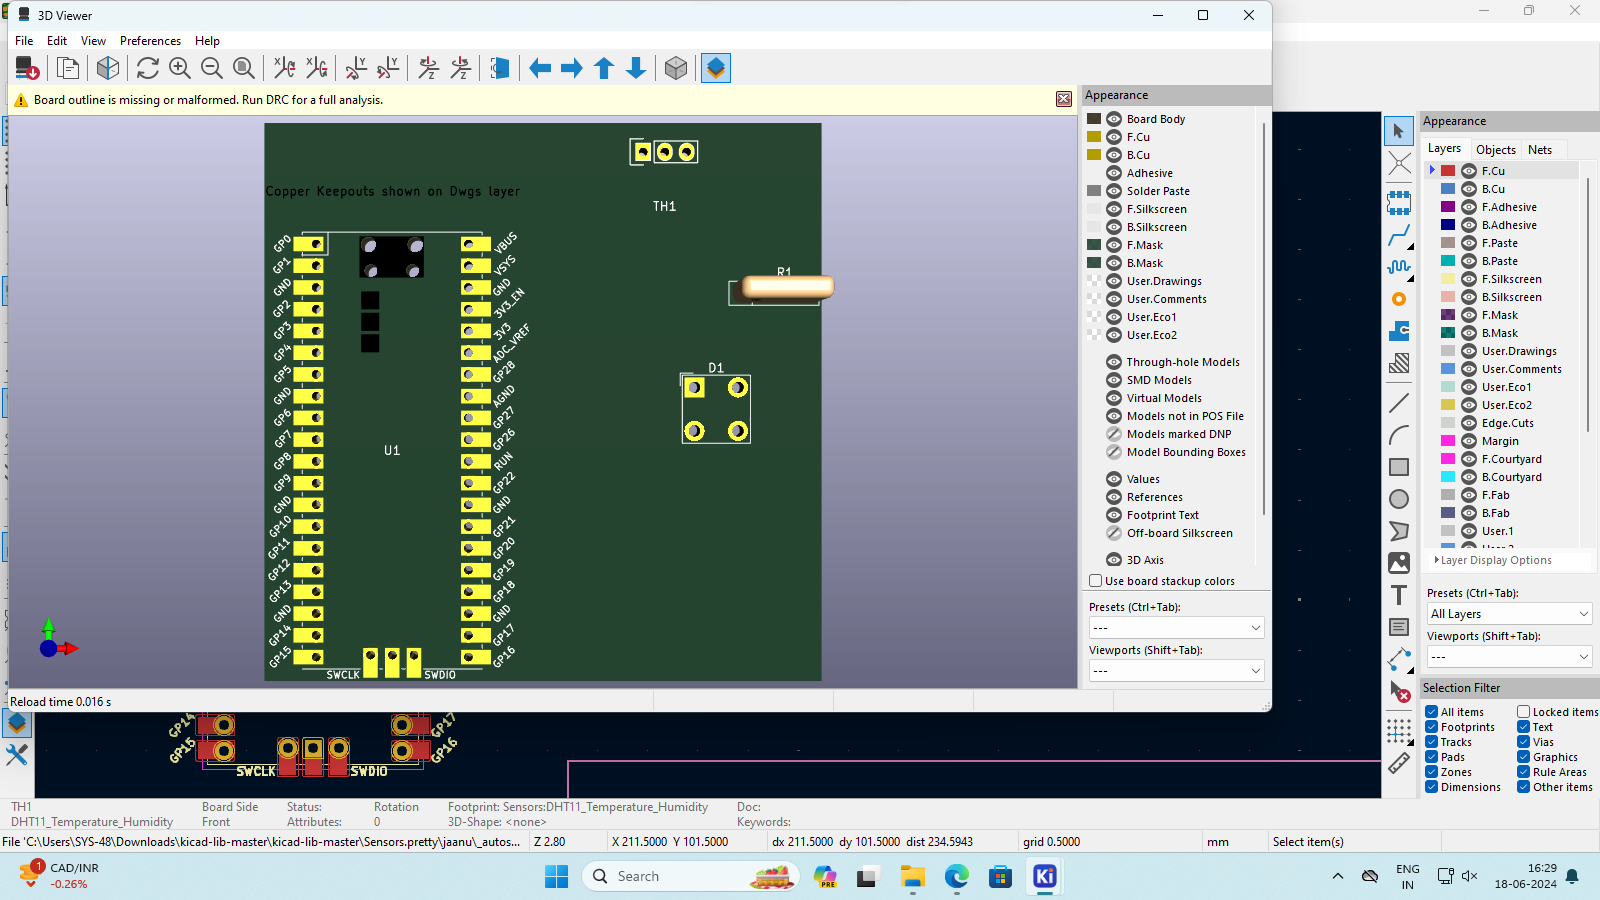 3D Viewer
File Edit View Preferences Help
Board outline is missing or malformed. Run DRC for a full analysis.
Copper Keepouts shown on Dwgs layer
TH1
R1
D1
U1
GP0
GP1
GND
GP2
GP3
GP4
GP5
GND
GP6
GP7
GP8
GP9
GND
GP10
GP11
GP12
GP13
GND
GP14
GP15
VBUS
VSYS
GND
3V3_EN
3V3
ADC_VREF
GP28
AGND
GP27
GP26
RUN
GP22
GND
GP21
GP20
GP19
GP18
GND
GP17
GP16
SWCLK SWDIO
Reload time 0.016 s
Appearance
Board Body
F.Cu
B.Cu
Adhesive
Solder Paste
F.Silkscreen
B.Silkscreen
F.Mask
B.Mask
User.Drawings
User.Comments
User.Eco1
User.Eco2
Through-hole Models
SMD Models
Virtual Models
Models not in POS File
Models marked DNP
Model Bounding Boxes
Values
References
Footprint Text
Off-board Silkscreen
3D Axis
Use board stackup colors
Presets (Ctrl+Tab):
---
Viewports (Shift+Tab):
---
Appearance
Layers Objects Nets
F.Cu
B.Cu
F.Adhesive
B.Adhesive
F.Paste
B.Paste
F.Silkscreen
B.Silkscreen
F.Mask
B.Mask
User.Drawings
User.Comments
User.Eco1
User.Eco2
Edge.Cuts
Margin
F.Courtyard
B.Courtyard
F.Fab
B.Fab
User.1
Layer Display Options
Presets (Ctrl+Tab):
All Layers
Viewports (Shift+Tab):
---
Selection Filter
All items Locked items
Footprints Text
Tracks Vias
Pads Graphics
Zones Rule Areas
Dimensions Other items
GP14 GP17
GP15 GP16
SWCLK SWDIO
TH1 Board Side Status: Rotation Footprint: Sensors:DHT11_Temperature_Humidity Doc:
DHT11_Temperature_Humidity Front Attributes: 0 3D-Shape: <none> Keywords:
File 'C:\Users\SYS-48\Downloads\kicad-lib-master\kicad-lib-master\Sensors.pretty\jaanu\_autos... Z 2.80 X 211.5000 Y 101.5000 dx 211.5000 dy 101.5000 dist 234.5943 grid 0.5000 mm Select item(s)
1
CAD/INR
-0.26%
Search
PRE
Ki
ENG
IN
16:29
18-06-2024